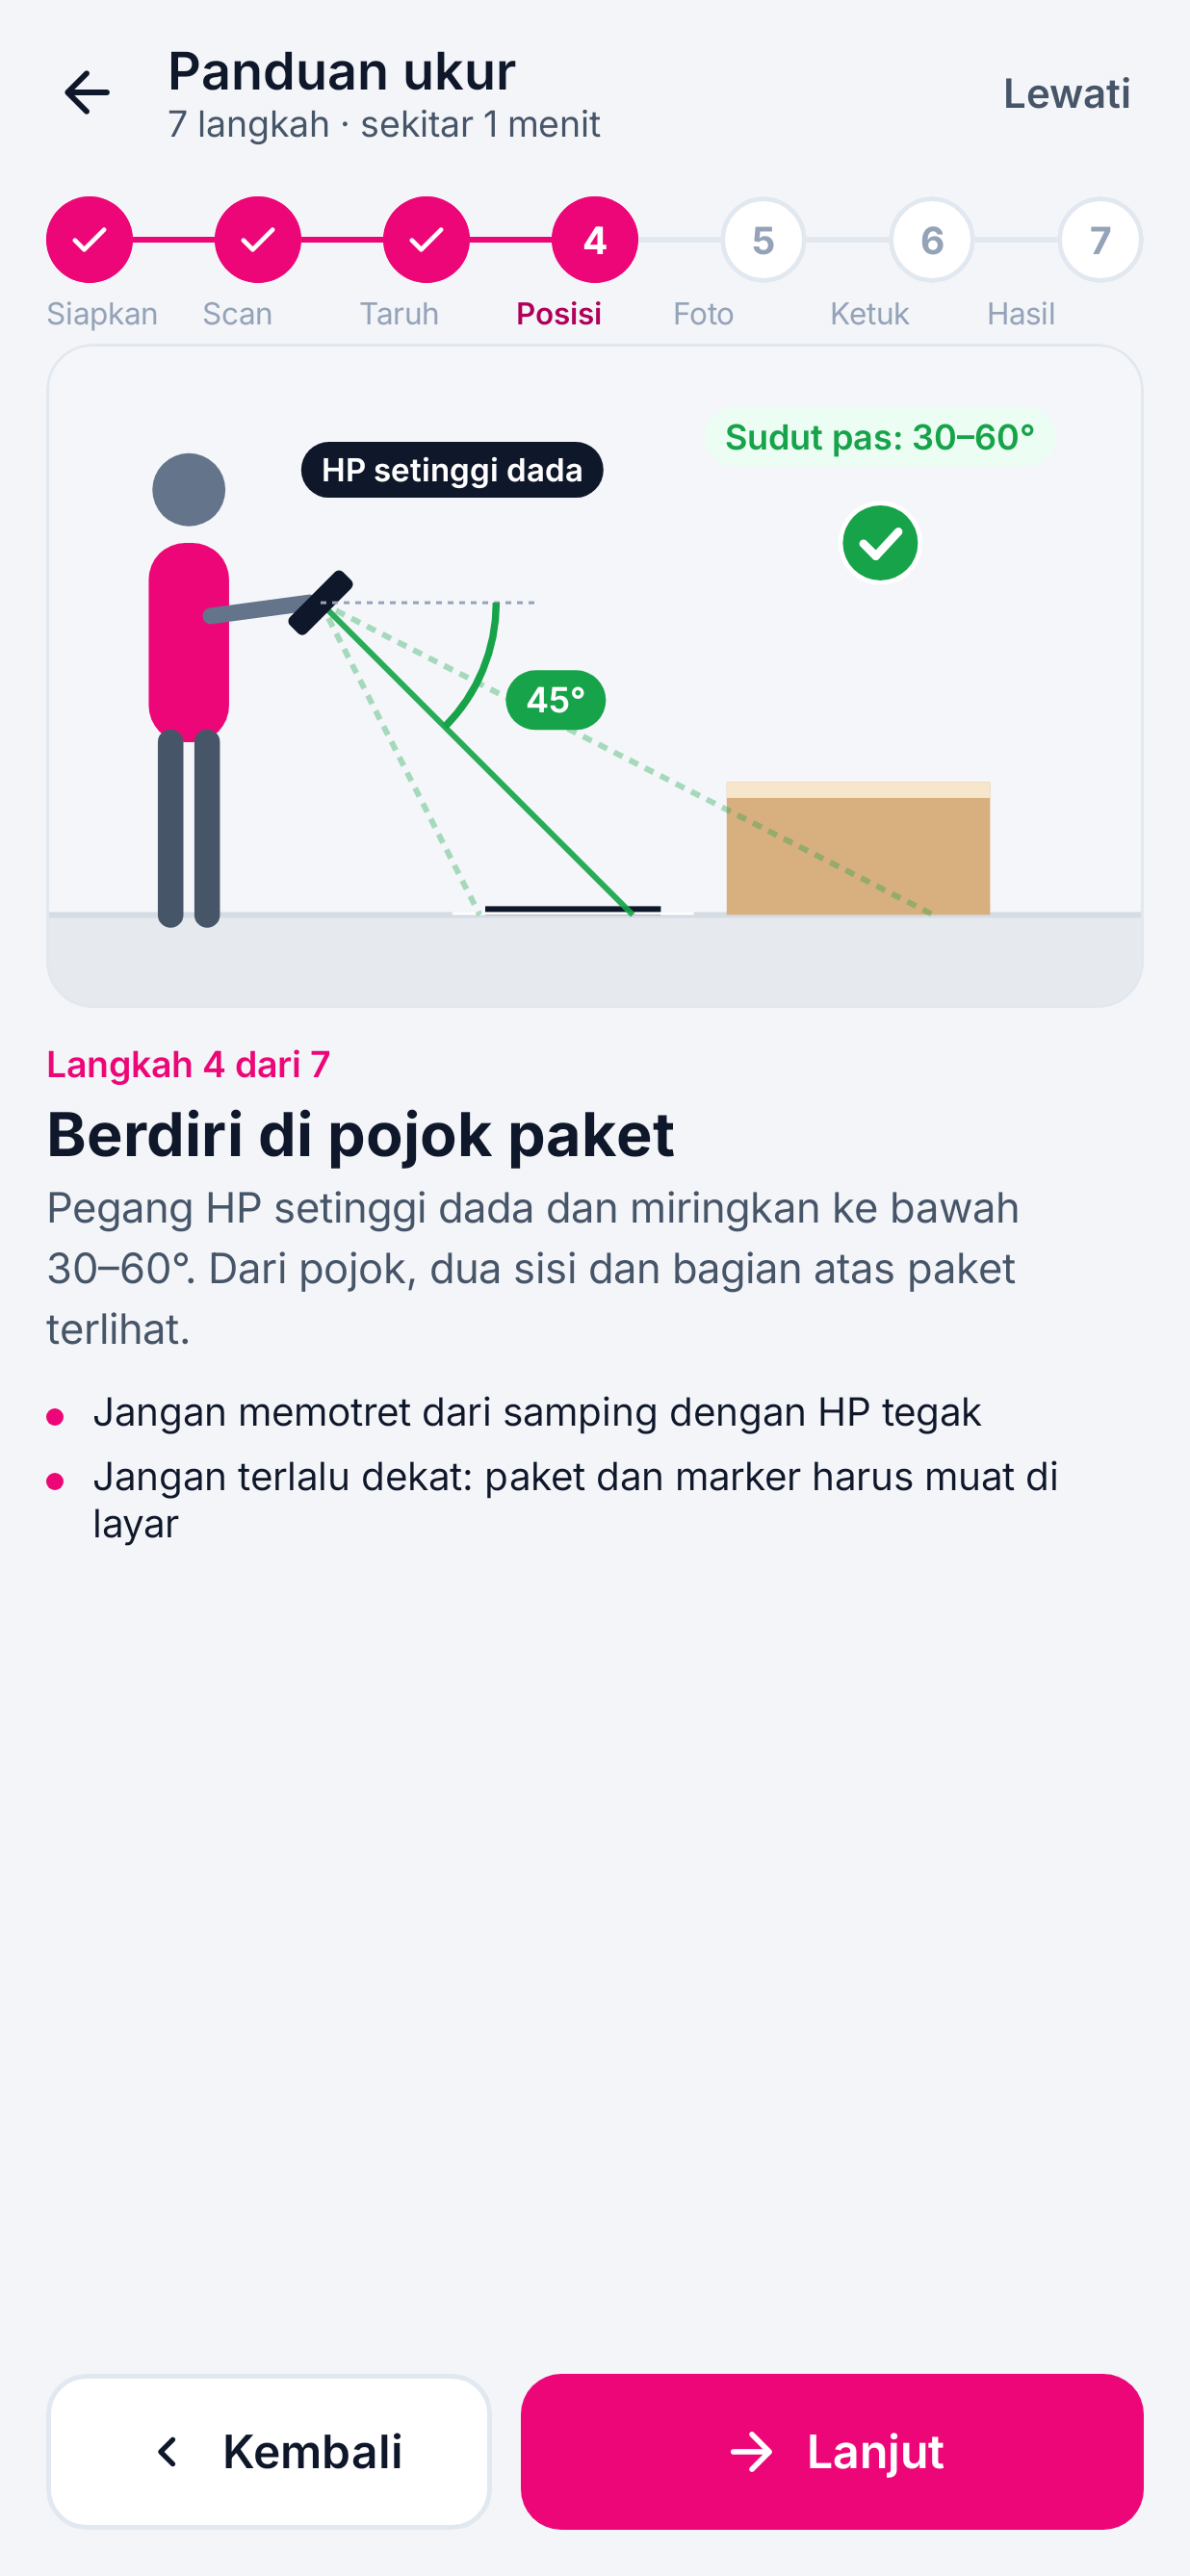 Panduan ukur
7 langkah · sekitar 1 menit
Lewati
4
5
6
7
Siapkan
Scan
Taruh
Posisi
Foto
Ketuk
Hasil
Sudut pas: 30–60°
HP setinggi dada
45°
Langkah 4 dari 7
Berdiri di pojok paket
Pegang HP setinggi dada dan miringkan ke bawah
30–60°. Dari pojok, dua sisi dan bagian atas paket
terlihat.
Jangan memotret dari samping dengan HP tegak
Jangan terlalu dekat: paket dan marker harus muat di
layar
Kembali
Lanjut